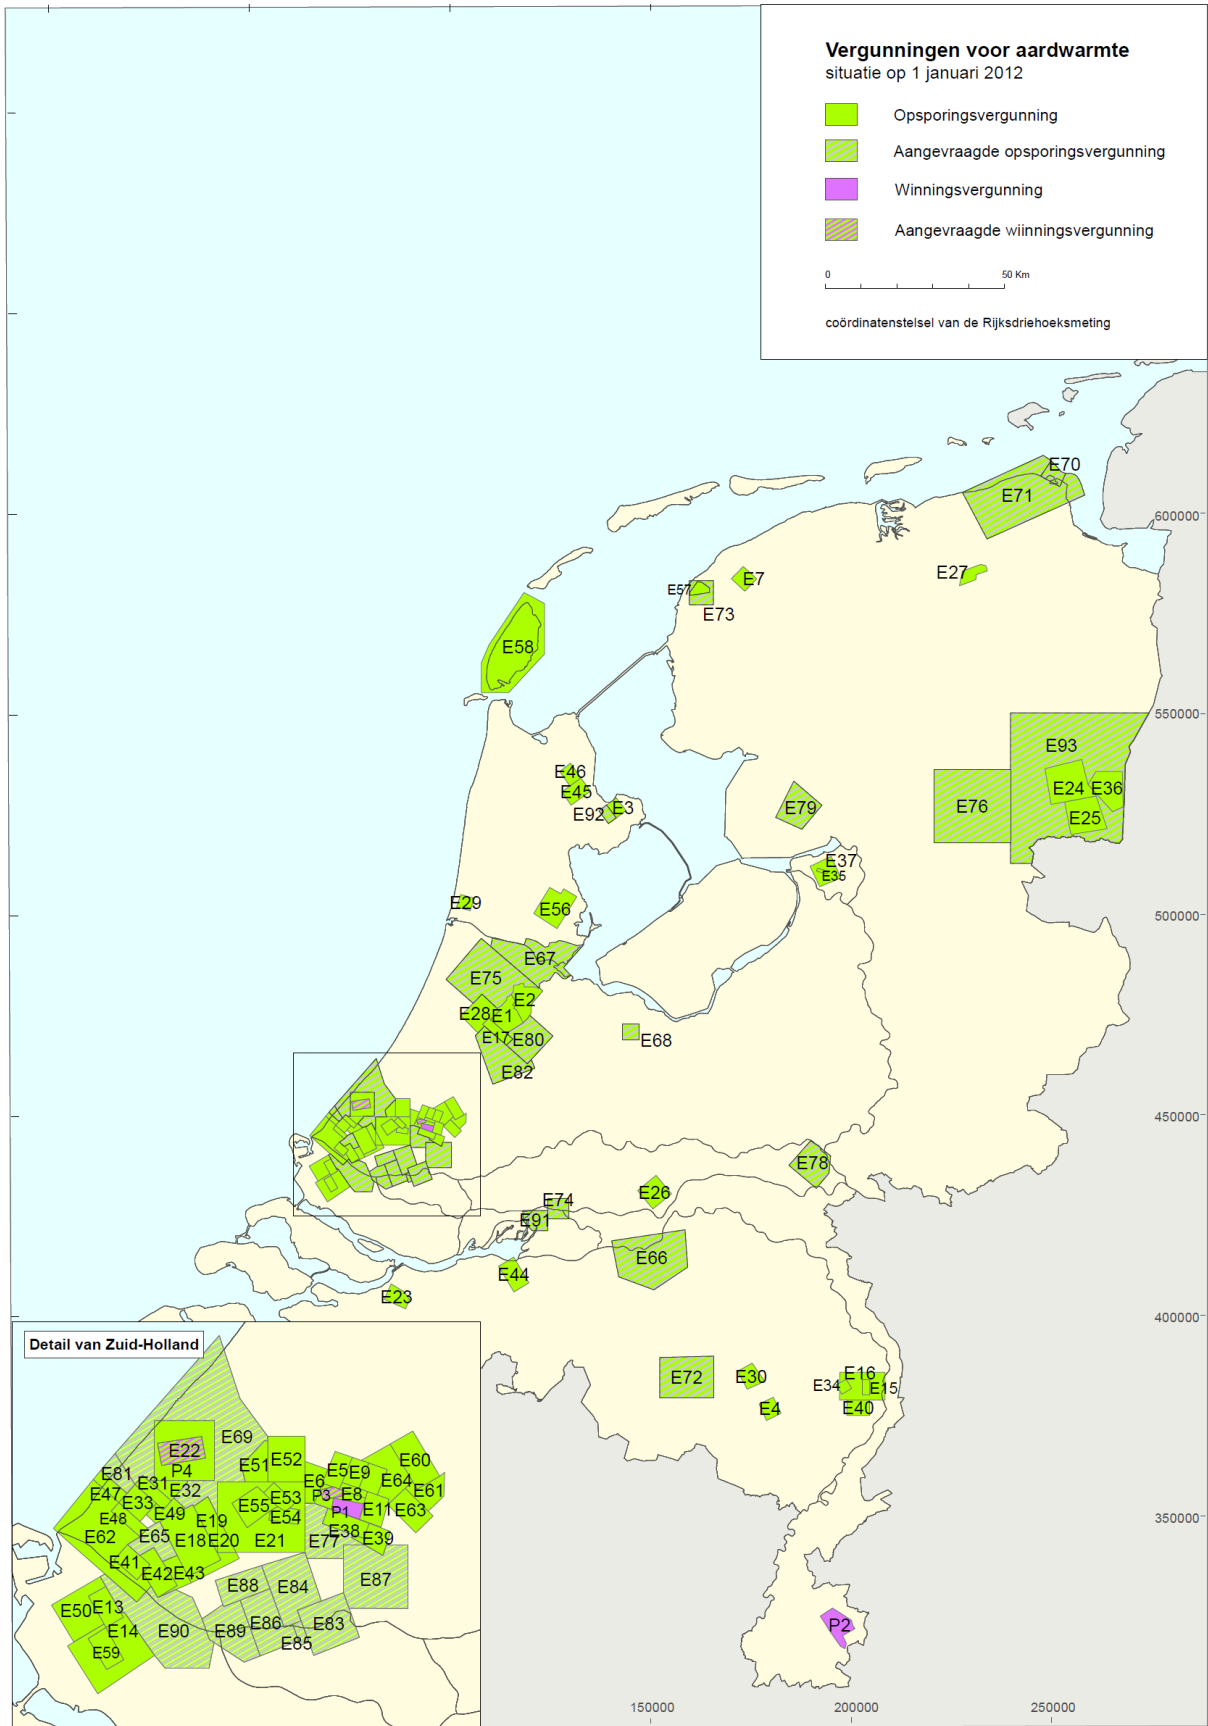 Vergunningen voor aardwarmte
situatie op 1 januari 2012
Opsporingsvergunning
Aangevraagde opsporingsvergunning
Winningsvergunning
Aangevraagde wiinningsvergunning
0 50 Km
coördinatenstelsel van de Rijksdriehoeksmeting
E70
E71
600000
E27
E7
E57
E73
E58
550000
E93
E46
E24 E36
E45
E92 E3
E79
E76
E25
E37
E35
E29
E56
500000
E67
E75
E2
E28 E1
E17 E80
E68
E82
450000
E78
E26
E74
E91
E66
E44
E23
400000
E72
E30
E16
E34
E15
E4
E40
350000
P2
150000
200000
250000
Detail van Zuid-Holland
E69
E22
P4
E81
E31
E32
E47
E33
E48
E49
E62
E65
E19
E18
E20
E41
E42
E43
E51
E52
E53
E55
E54
E21
E5
E9
E6
E8
P3
P1
E11
E38
E39
E77
E60
E64
E61
E63
E87
E88
E84
E86
E83
E89
E85
E90
E50
E13
E14
E59